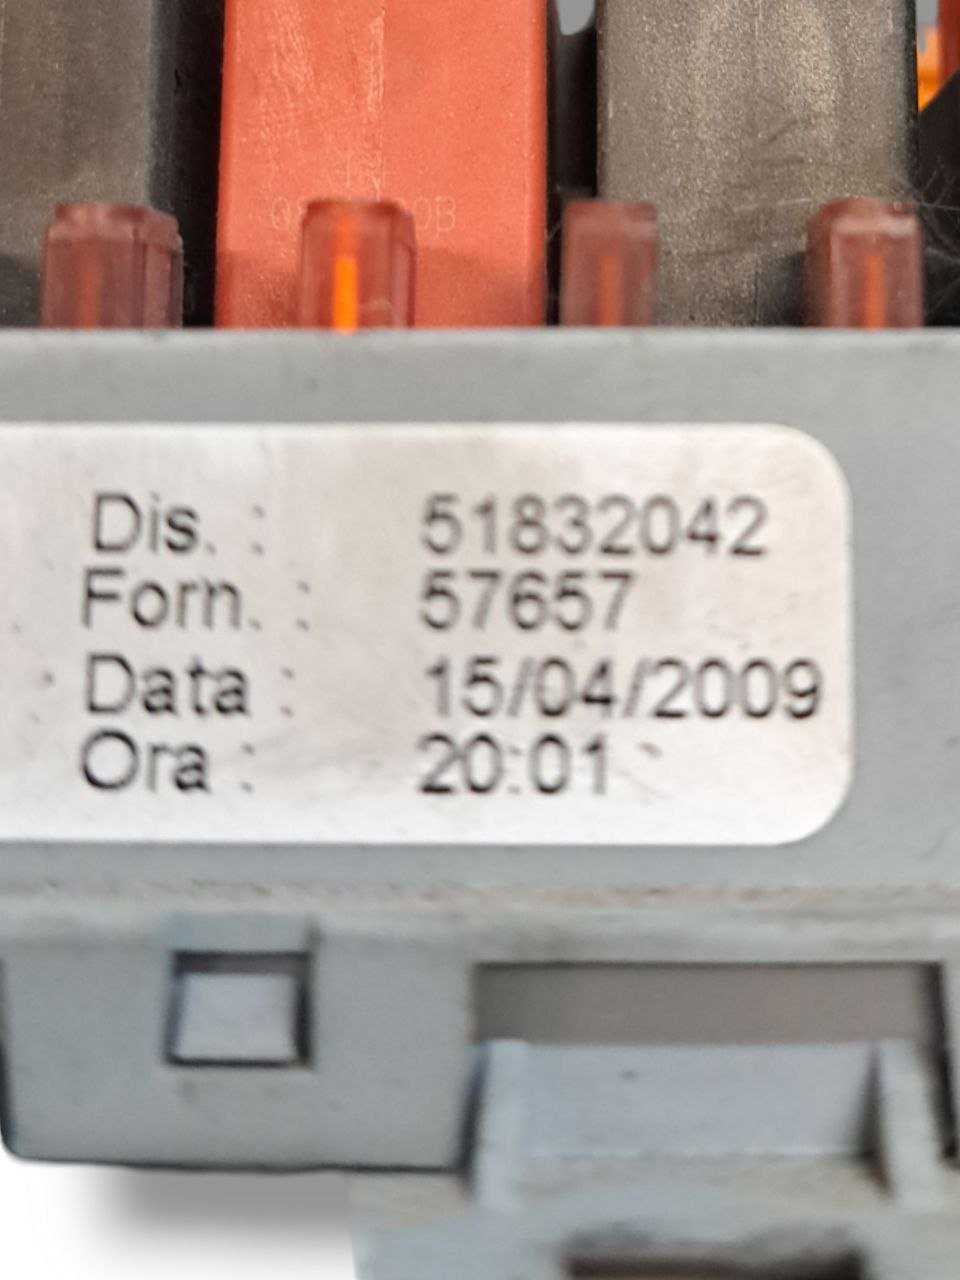 Dis. : 51832042
Forn. : 57657
Data : 15/04/2009
Ora : 20:01